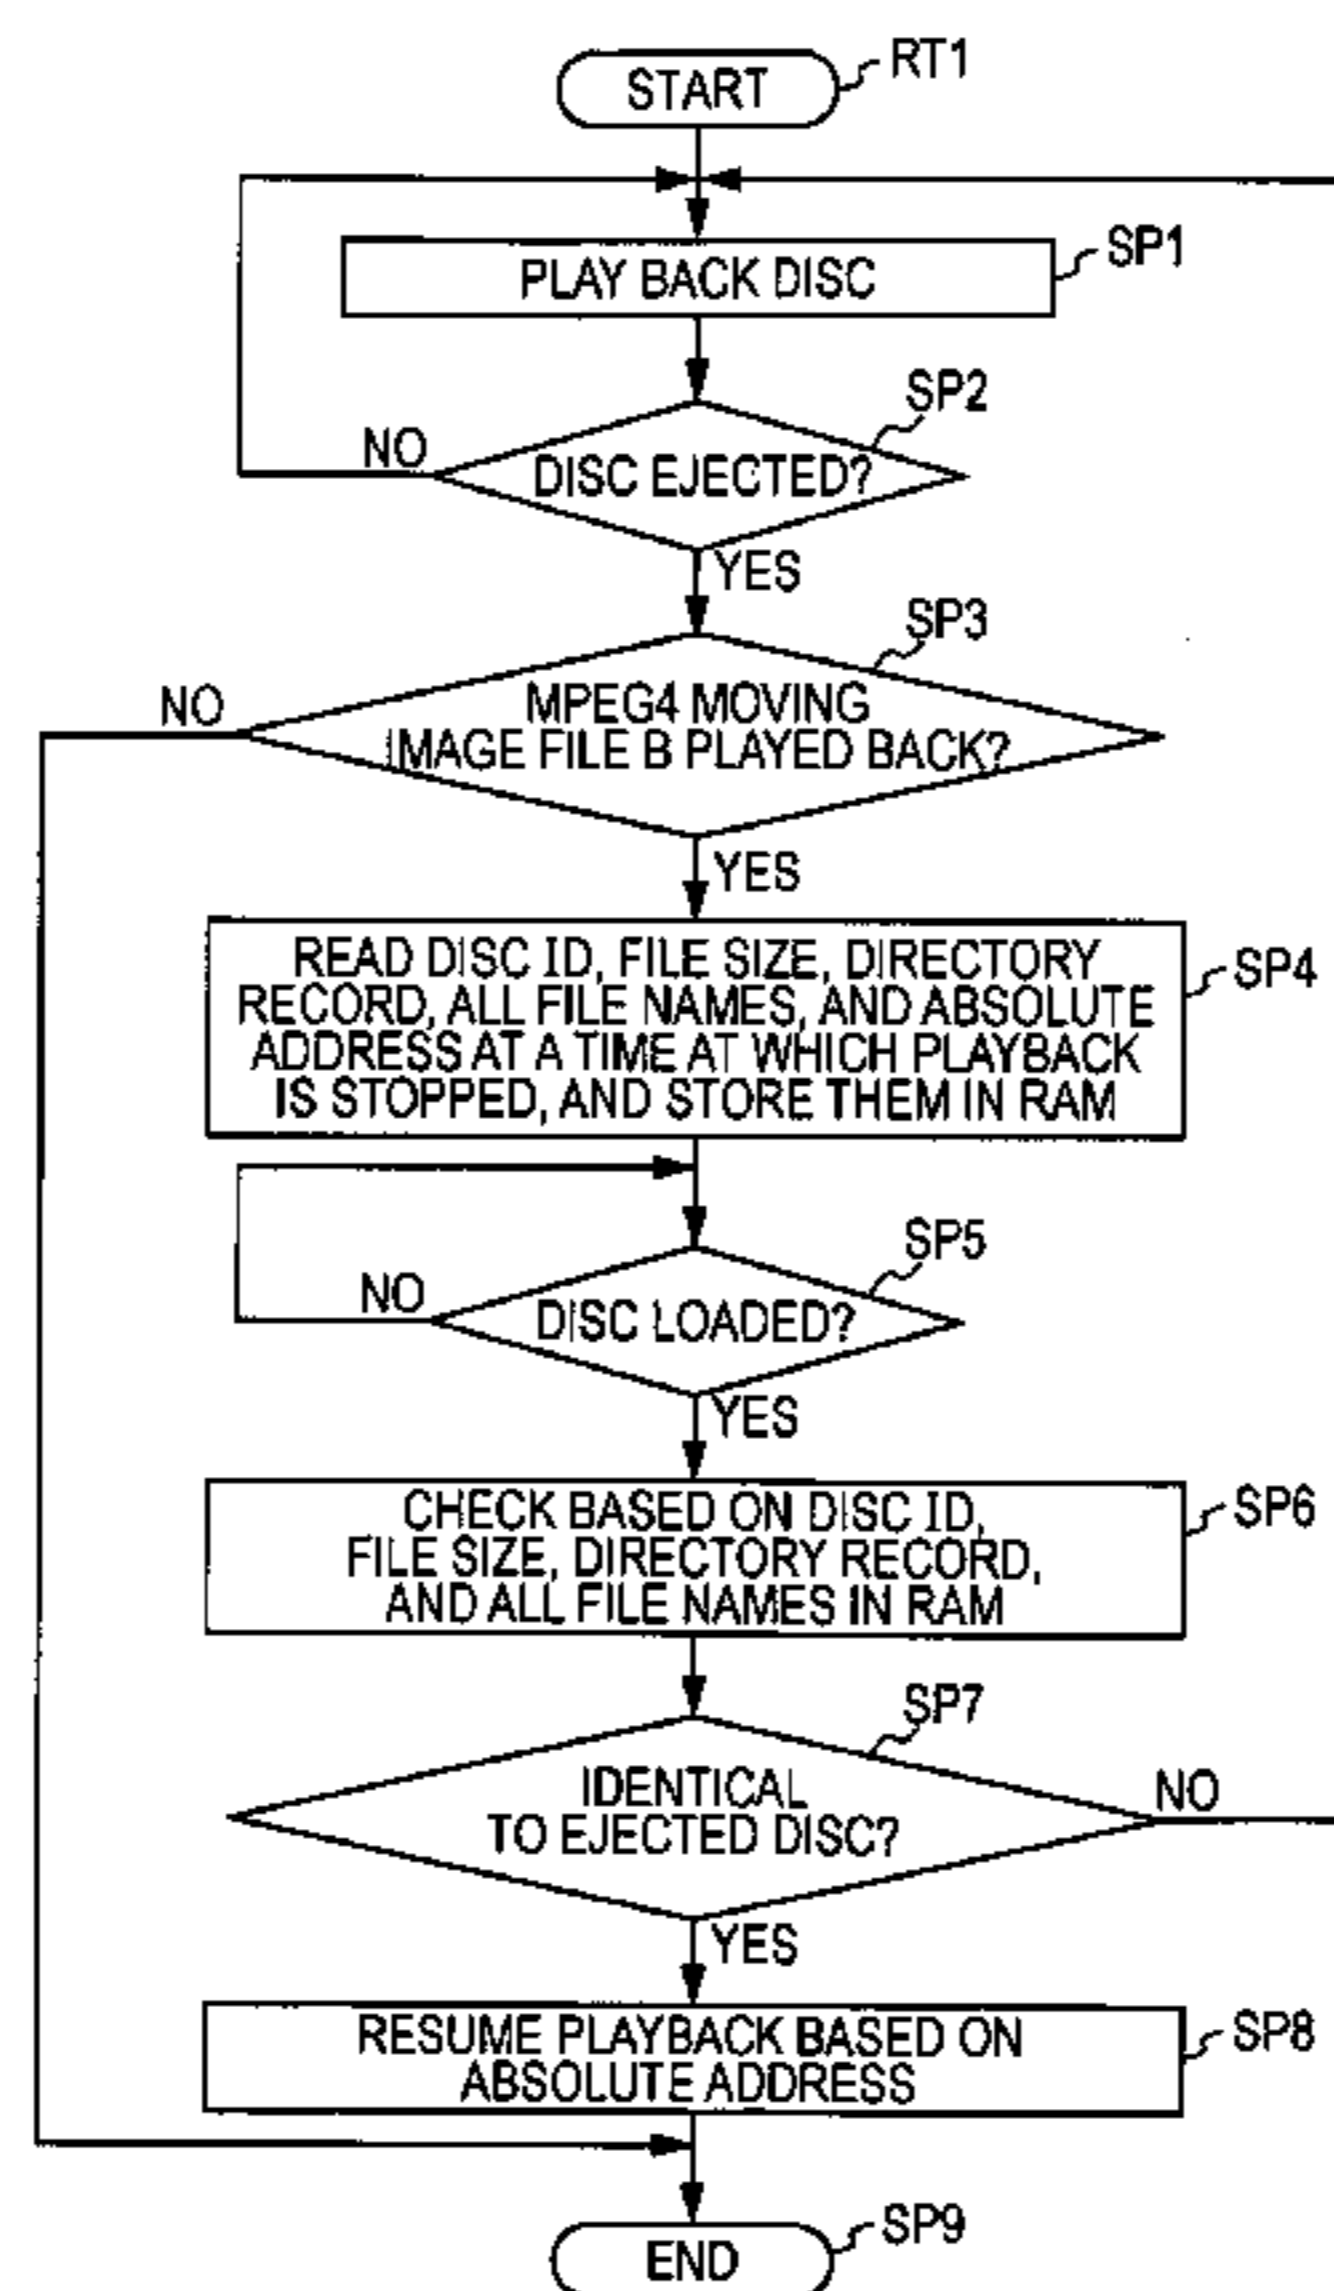 START
RT1
PLAY BACK DISC
SP1
SP2
NO
DISC EJECTED?
YES
SP3
NO
MPEG4 MOVING
IMAGE FILE B PLAYED BACK?
YES
READ DISC ID, FILE SIZE, DIRECTORY
RECORD, ALL FILE NAMES, AND ABSOLUTE
ADDRESS AT A TIME AT WHICH PLAYBACK
IS STOPPED, AND STORE THEM IN RAM
SP4
SP5
NO
DISC LOADED?
YES
CHECK BASED ON DISC ID,
FILE SIZE, DIRECTORY RECORD,
AND ALL FILE NAMES IN RAM
SP6
SP7
IDENTICAL
TO EJECTED DISC?
NO
YES
RESUME PLAYBACK BASED ON
ABSOLUTE ADDRESS
SP8
END
SP9